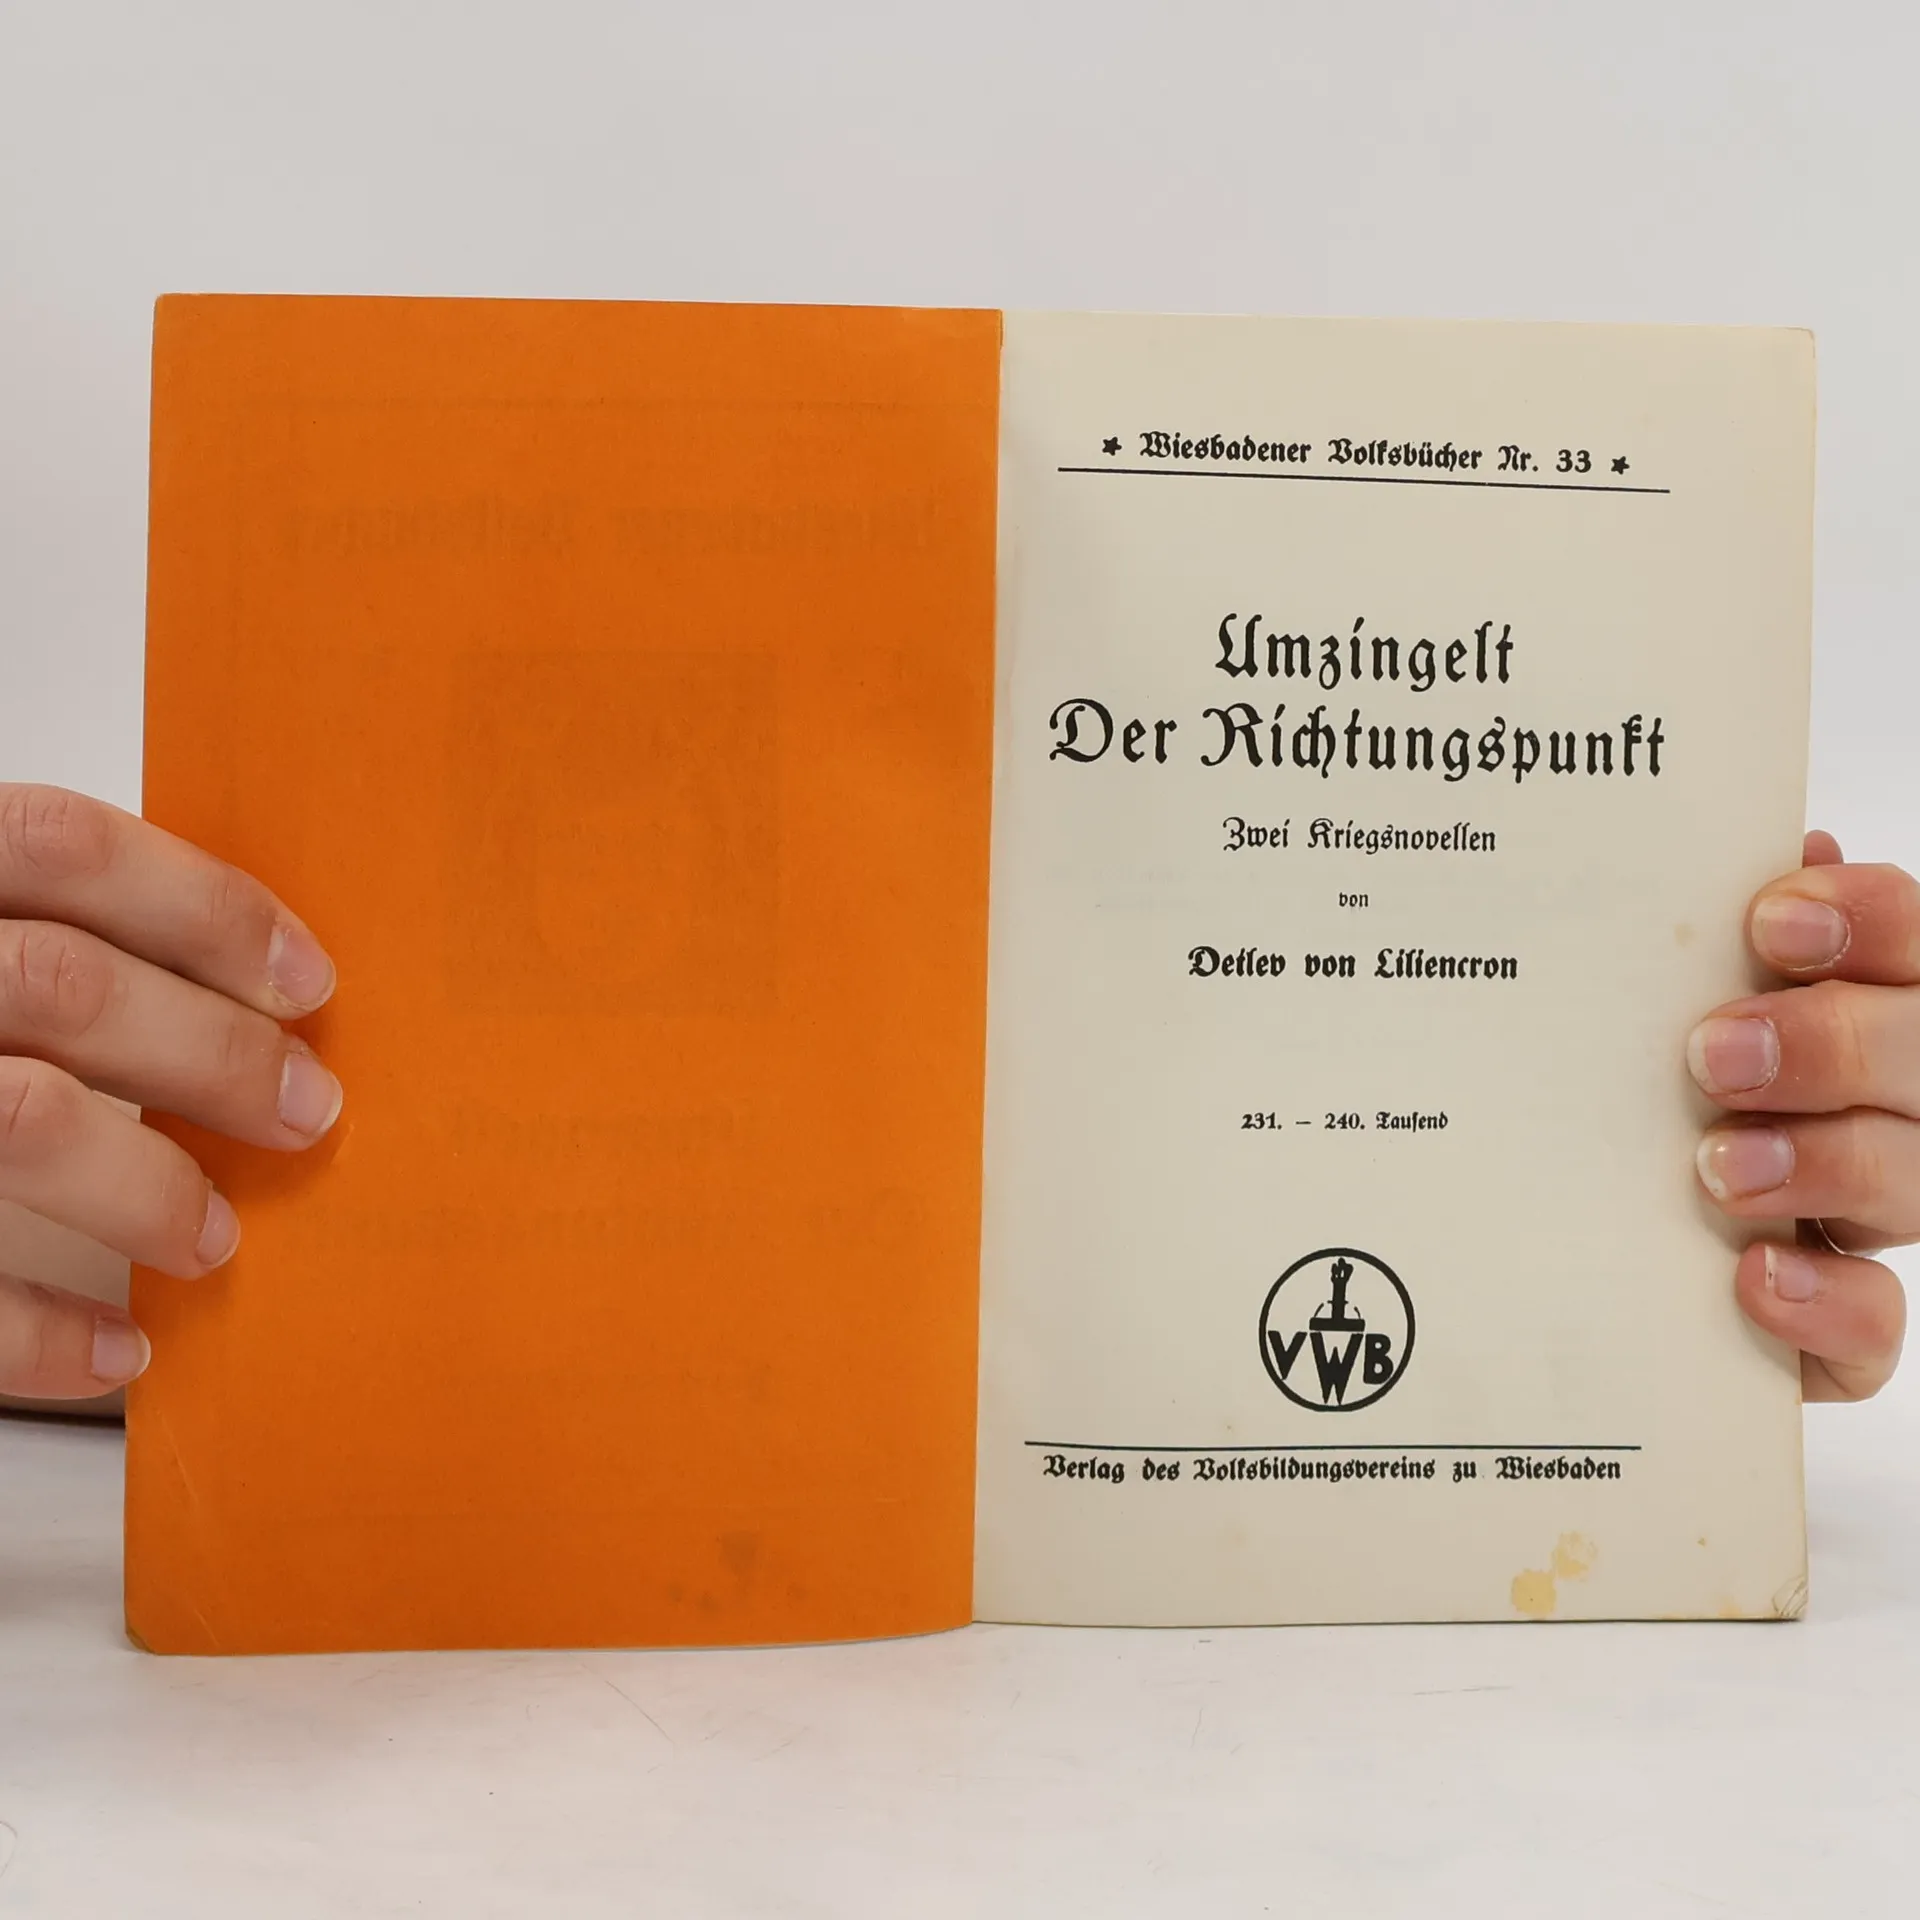 * Wiesbadener Volksbücher Nr. 33 *
Umzingelt
Der Richtungspunkt
Zwei Kriegsnovellen
von
Detlev von Liliencron
231. – 240. Tausend
VWB
Verlag des Volksbildungsvereins zu Wiesbaden